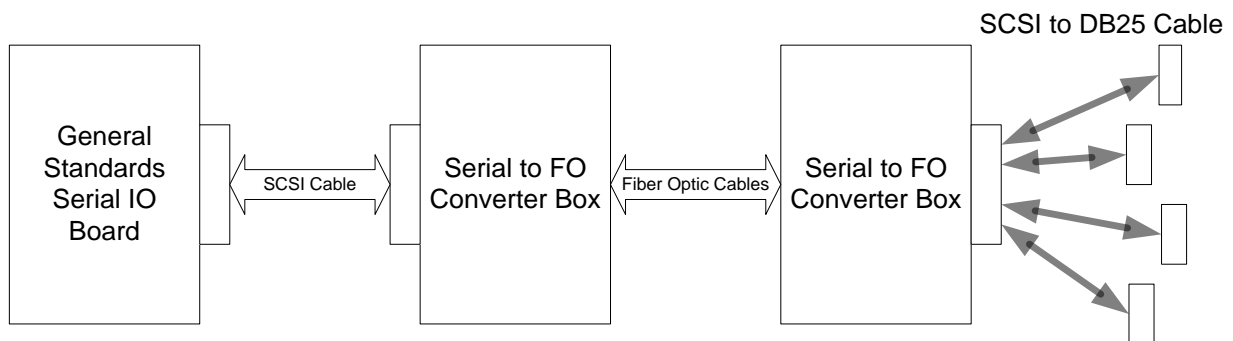 SCSI to DB25 Cable
General
Standards
Serial IO
Board
SCSI Cable
Serial to FO
Converter Box
Fiber Optic Cables
Serial to FO
Converter Box